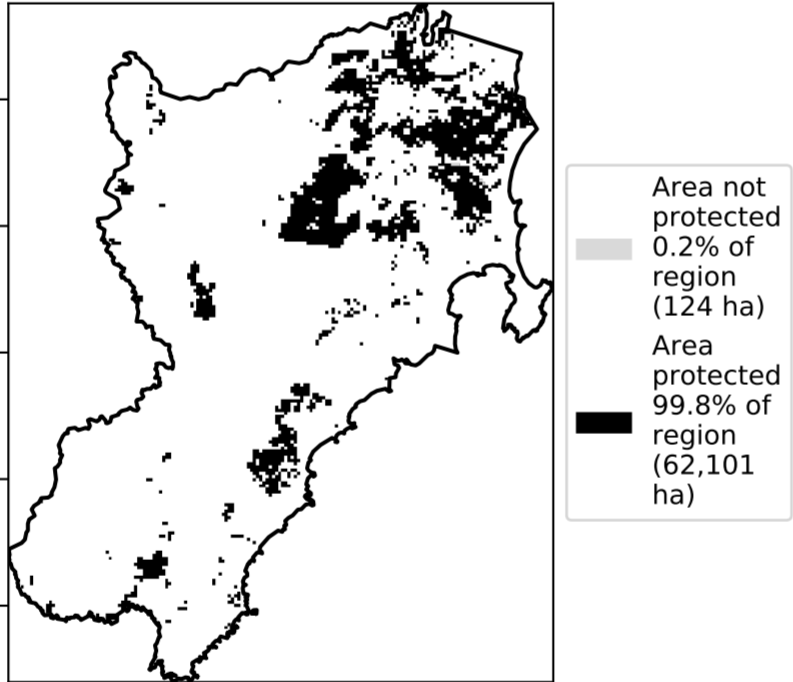 Area not
protected
0.2% of
region
(124 ha)
Area
protected
99.8% of
region
(62,101
ha)